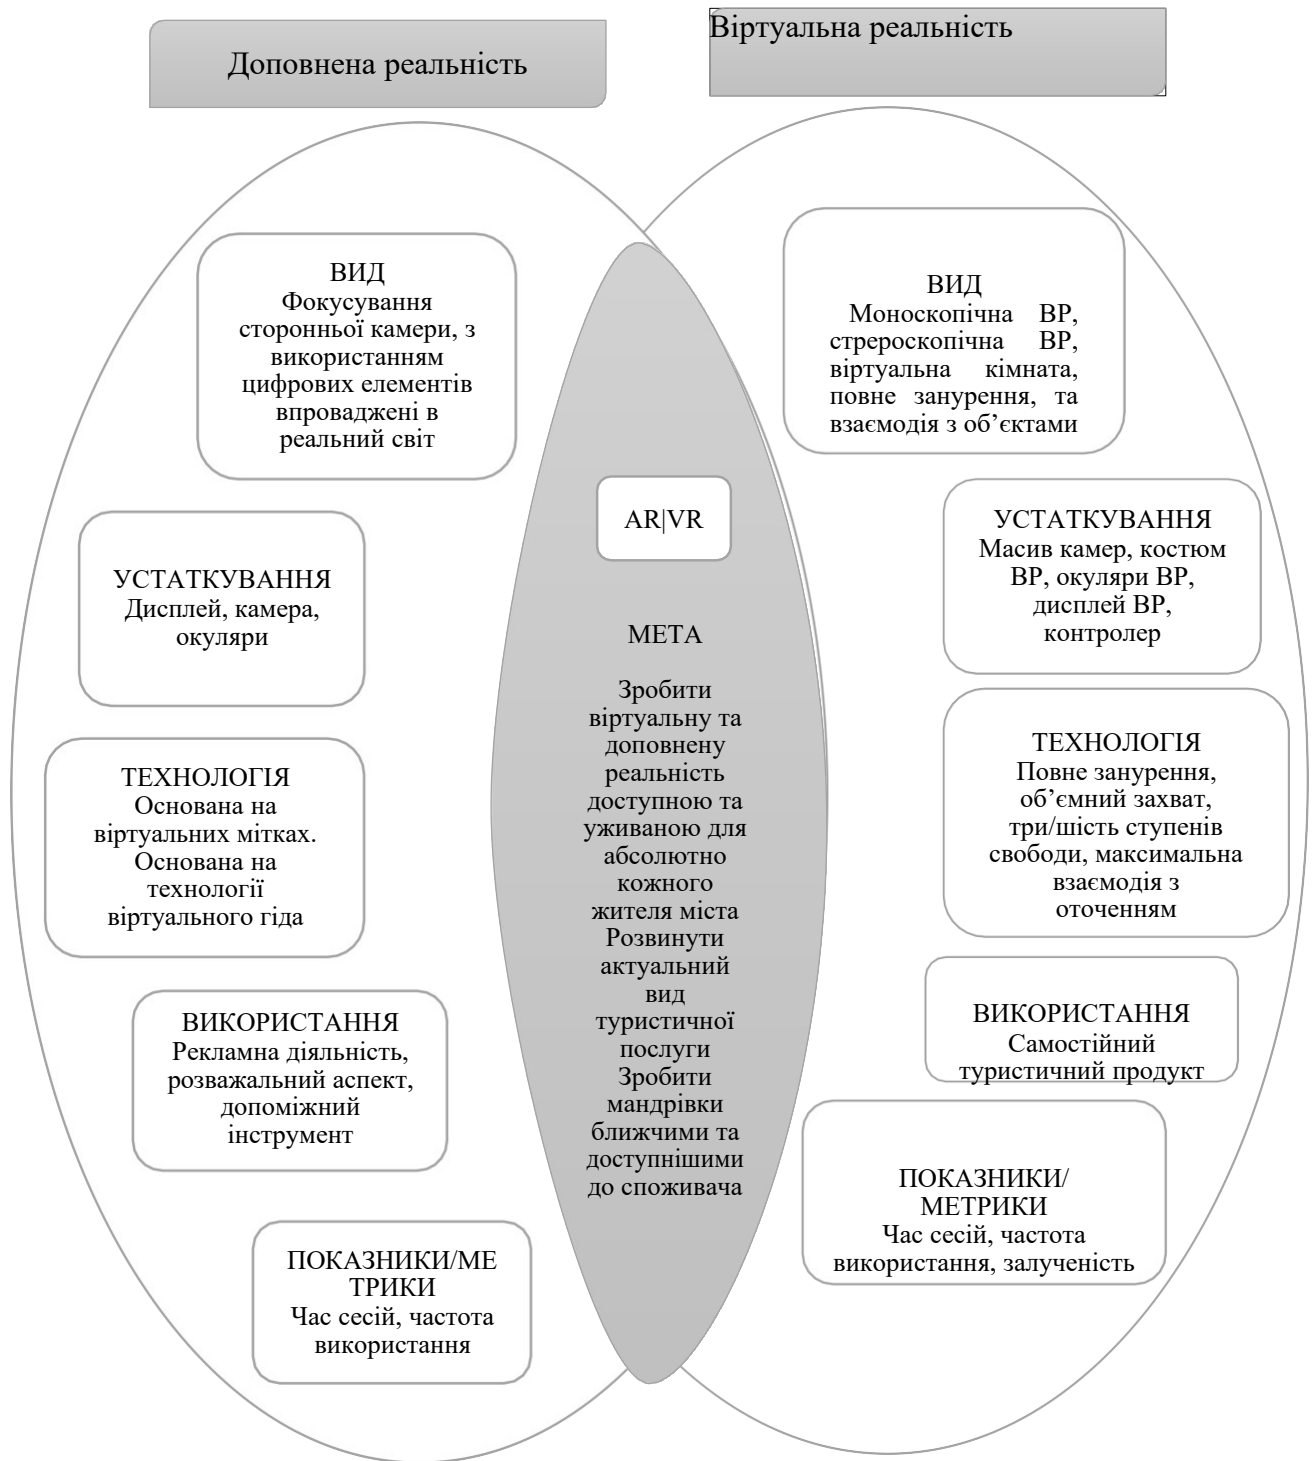 Доповнена реальність
Віртуальна реальність
ВИД
Фокусування
сторонньої камери, з
використанням
цифрових елементів
впроваджені в
реальний світ
УСТАТКУВАННЯ
Дисплей, камера,
окуляри
ТЕХНОЛОГІЯ
Основана на
віртуальних мітках.
Основана на
технології
віртуального гіда
ВИКОРИСТАННЯ
Рекламна діяльність,
розважальний аспект,
допоміжний
інструмент
ПОКАЗНИКИ/МЕ
ТРИКИ
Час сесій, частота
використання
AR|VR
МЕТА
Зробити
віртуальну та
доповнену
реальність
доступною та
уживаною для
абсолютно
кожного
жителя міста
Розвинути
актуальний
вид
туристичної
послуги
Зробити
мандрівки
ближчими та
доступнішими
до споживача
ВИД
Моноскопічна ВР,
стрероскопічна ВР,
віртуальна кімната,
повне занурення, та
взаємодія з об’єктами
УСТАТКУВАННЯ
Масив камер, костюм
ВР, окуляри ВР,
дисплей ВР,
контролер
ТЕХНОЛОГІЯ
Повне занурення,
об’ємний захват,
три/шість ступенів
свободи, максимальна
взаємодія з
оточенням
ВИКОРИСТАННЯ
Самостійний
туристичний продукт
ПОКАЗНИКИ/
МЕТРИКИ
Час сесій, частота
використання, залученість